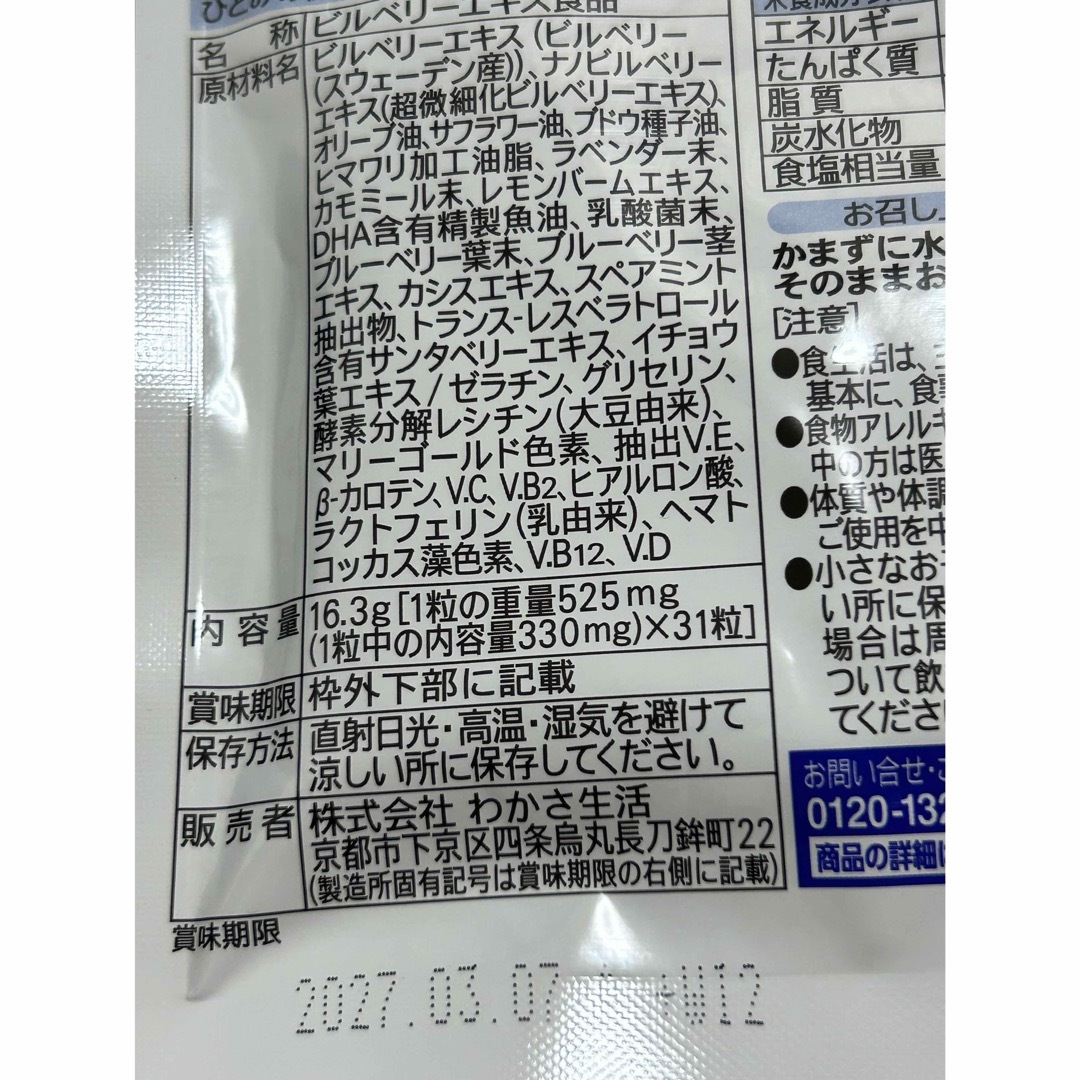 名称 ビルベリーエキス食品
原材料名 ビルベリーエキス(ビルベリー
(スウェーデン産))、ナノビルベリー
エキス(超微細化ビルベリーエキス)、
オリーブ油、サフラワー油、ブドウ種子油、
ヒマワリ加工油脂、ラベンダー末、
カモミール末、レモンバームエキス、
DHA含有精製魚油、乳酸菌末、
ブルーベリー葉末、ブルーベリー茎
エキス、カシスエキス、スペアミント
抽出物、トランス-レスベラトロール
含有サンタベリーエキス、イチョウ
葉エキス/ゼラチン、グリセリン、
酵素分解レシチン(大豆由来)、
マリーゴールド色素、抽出V.E、
β-カロテン、V.C、V.B2、ヒアルロン酸、
ラクトフェリン(乳由来)、ヘマト
コッカス藻色素、V.B12、V.D
内容量 16.3g[1粒の重量525mg
(1粒中の内容量330mg)×31粒]
賞味期限 枠外下部に記載
保存方法 直射日光・高温・湿気を避けて
涼しい所に保存してください。
販売者 株式会社 わかさ生活
京都市下京区四条烏丸長刀鉾町22
(製造所固有記号は賞味期限の右側に記載)
賞味期限
2027.03.07 +W12
エネルギー
たんぱく質
脂質
炭水化物
食塩相当量
お召し
かまずに水
そのままお
[注意]
●食生活は、
基本に、食事
●食物アレルギ
中の方は医
●体質や体調
ご使用を中
●小さなお
い所に保
場合は周
ついて飲
てくださ
お問い合せ・
0120-132
商品の詳細